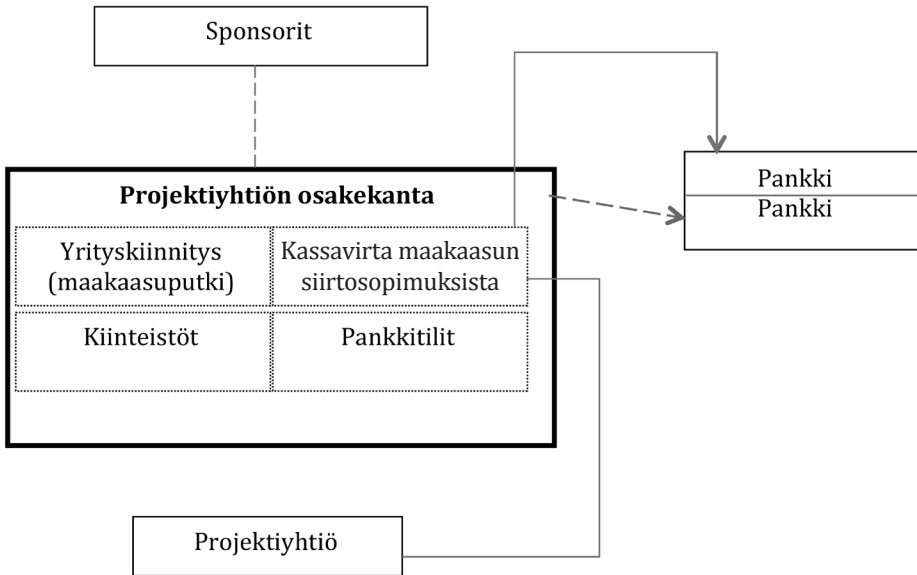 Sponsorit
Projektiyhtiön osakekanta
Yrityskiinnitys
(maakaasuputki)
Kassavirta maakaasun
siirtosopimuksista
Kiinteistöt
Pankkitilit
Pankki
Pankki
Projektiyhtiö